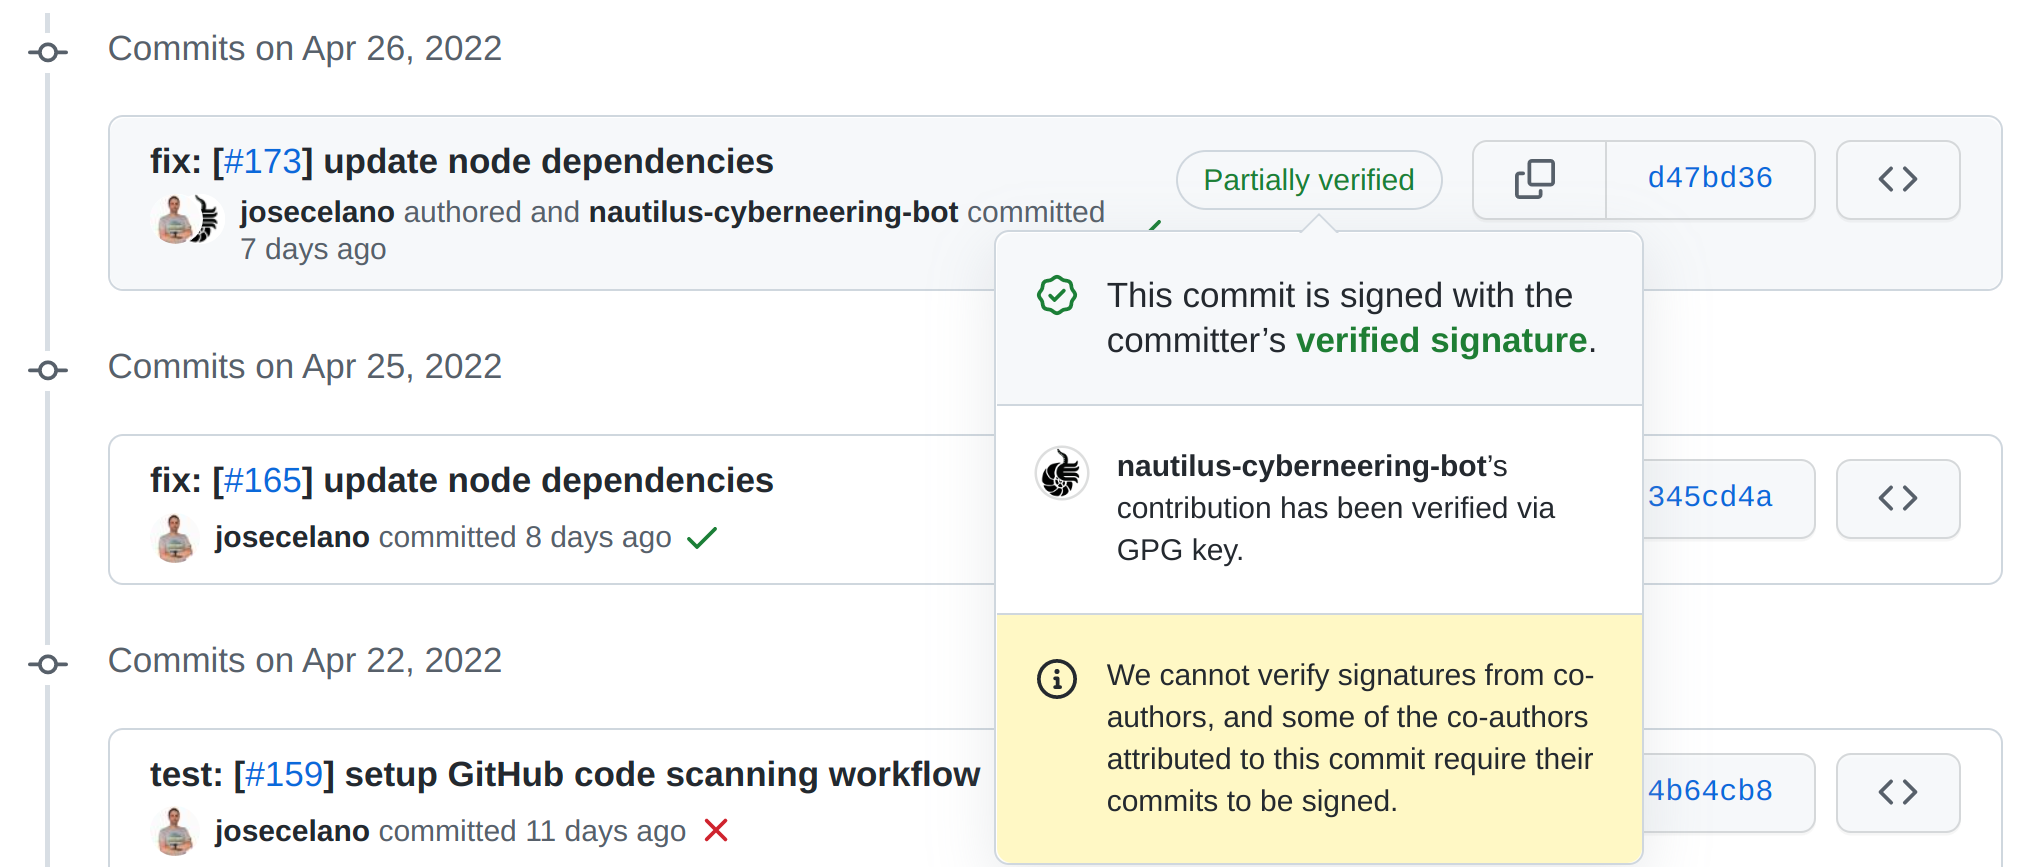 Commits on Apr 26, 2022
fix: [#173] update node dependencies
josecelano authored and nautilus-cyberneering-bot committed
7 days ago
Partially verified
d47bd36
This commit is signed with the
committer’s verified signature.
nautilus-cyberneering-bot’s
contribution has been verified via
GPG key.
We cannot verify signatures from co-
authors, and some of the co-authors
attributed to this commit require their
commits to be signed.
Commits on Apr 25, 2022
fix: [#165] update node dependencies
josecelano committed 8 days ago
345cd4a
Commits on Apr 22, 2022
test: [#159] setup GitHub code scanning workflow
josecelano committed 11 days ago
4b64cb8